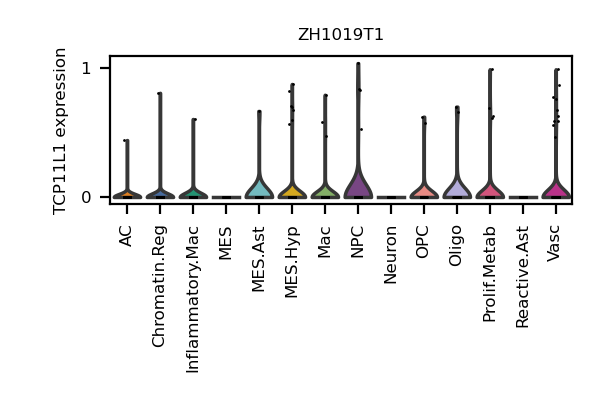 ZH1019T1
TCP11L1 expression
1
0
AC
Chromatin.Reg
Inflammatory.Mac
MES
MES.Ast
MES.Hyp
Mac
NPC
Neuron
OPC
Oligo
Prolif.Metab
Reactive.Ast
Vasc